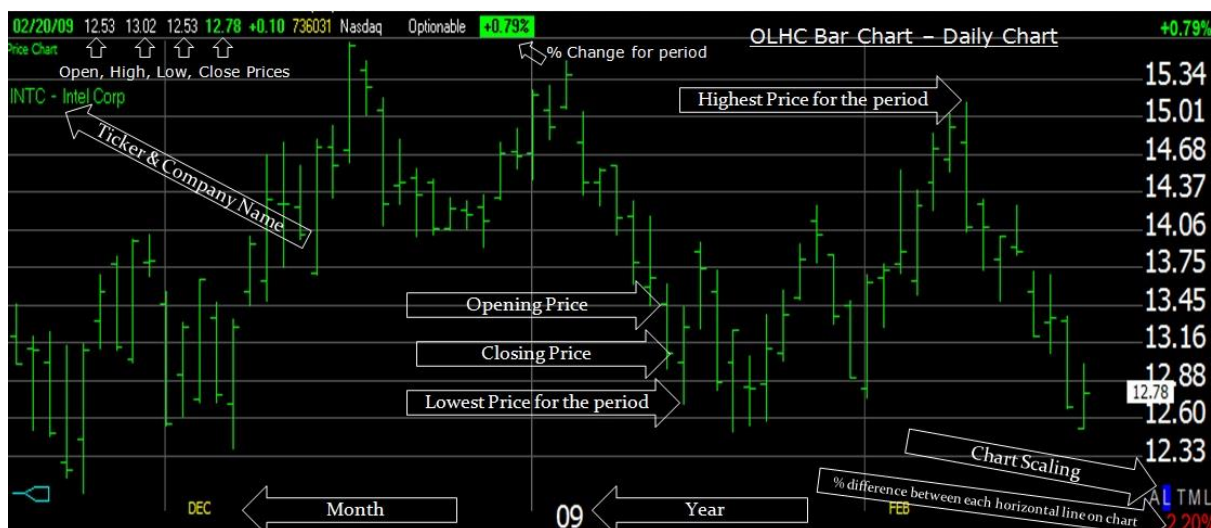 02/20/09 12.53 13.02 12.53 12.78 +0.10 736031 Nasdaq Optionable +0.79% +0.79%
OLHC Bar Chart – Daily Chart
Price Chart
% Change for period
Open, High, Low, Close Prices
INTC - Intel Corp
Ticker & Company Name
Highest Price for the period
Opening Price
Closing Price
Lowest Price for the period
15.34
15.01
14.68
14.37
14.06
13.75
13.45
13.16
12.88
12.78
12.60
12.33
Chart Scaling
% difference between each horizontal line on chart
A L T M L
DEC Month 09 Year FEB
2.20%